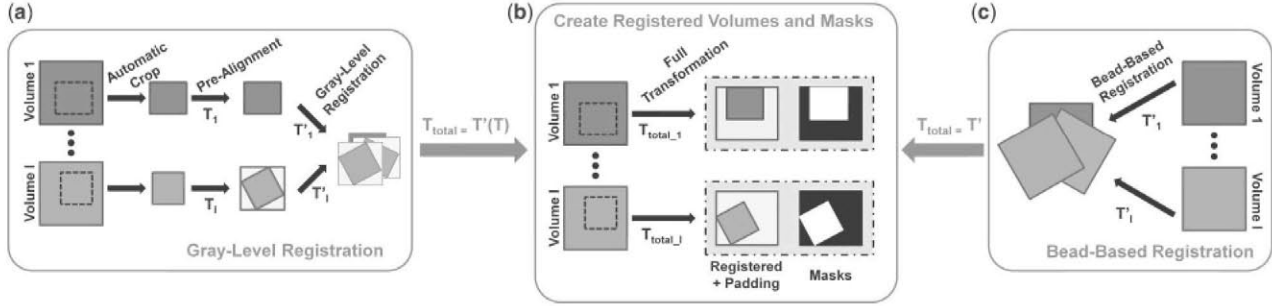 (a)
Volume 1
Automatic
Crop
Pre-Alignment
T1
Gray-Level
Registration
T'1
Volume I
TI
T'I
Gray-Level Registration
Ttotal = T'(T)
(b)
Create Registered Volumes and Masks
Volume 1
Full
Transformation
Ttotal_1
Volume I
Ttotal_I
Registered
+ Padding
Masks
Ttotal = T'
(c)
Bead-Based
Registration
T'1
Volume 1
T'I
Volume I
Bead-Based Registration